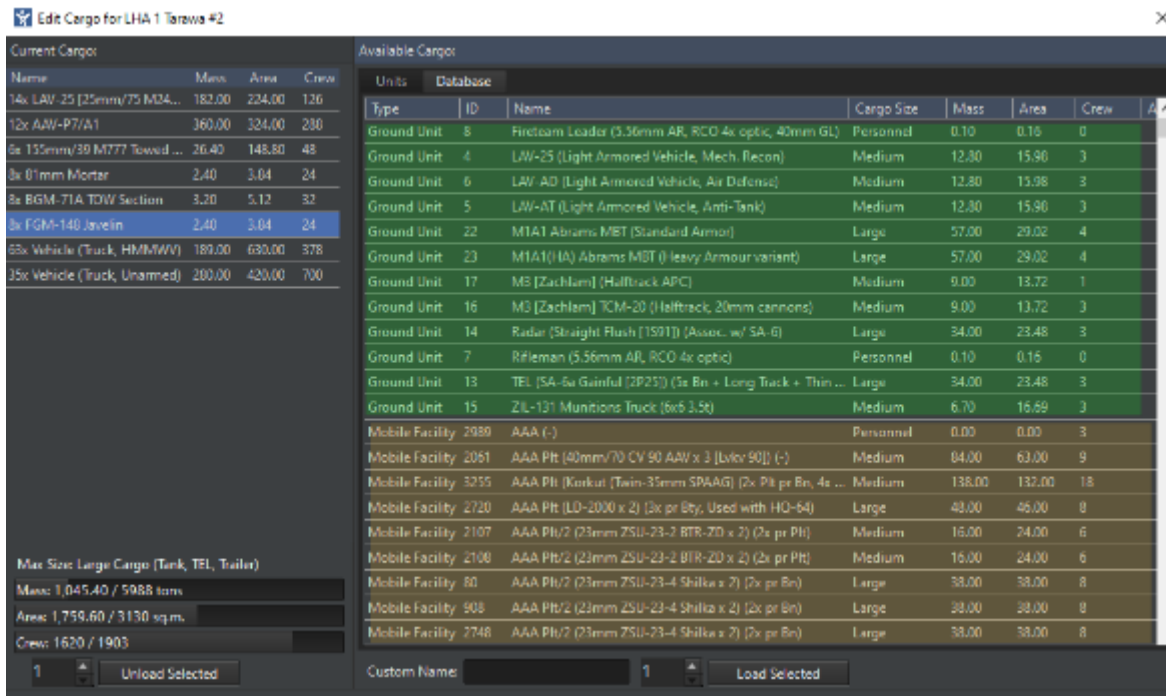 Edit Cargo for LHA 1 Tarawa #2
Current Cargo:
Name Mass Area Crew
14x LAV-25 [25mm/75 M24... 182.00 224.00 126
12x AAV-P7/A1 360.00 324.00 280
6x 155mm/39 M777 Towed ... 26.40 148.80 48
8x 81mm Mortar 2.40 3.84 24
8x BGM-71A TOW Section 3.20 5.12 32
8x FGM-148 Javelin 2.40 3.84 24
63x Vehicle (Truck, HMMWV) 189.00 630.00 378
35x Vehicle (Truck, Unarmed) 280.00 420.00 700
Max Size: Large Cargo (Tank, TEL, Trailer)
Mass: 1,045.40 / 5988 tons
Area: 1,759.60 / 3130 sq.m.
Crew: 1620 / 1903
1 Unload Selected
Available Cargo:
Units Database
Type ID Name Cargo Size Mass Area Crew A
Ground Unit 8 Fireteam Leader (5.56mm AR, RCO 4x optic, 40mm GL) Personnel 0.10 0.16 0
Ground Unit 4 LAV-25 (Light Armored Vehicle, Mech. Recon) Medium 12.80 15.98 3
Ground Unit 6 LAV-AD (Light Armored Vehicle, Air Defense) Medium 12.80 15.98 3
Ground Unit 5 LAV-AT (Light Armored Vehicle, Anti-Tank) Medium 12.80 15.98 3
Ground Unit 22 M1A1 Abrams MBT (Standard Armor) Large 57.00 29.02 4
Ground Unit 23 M1A1(HA) Abrams MBT (Heavy Armour variant) Large 57.00 29.02 4
Ground Unit 17 M3 [Zachlam] (Halftrack APC) Medium 9.00 13.72 1
Ground Unit 16 M3 [Zachlam] TCM-20 (Halftrack, 20mm cannons) Medium 9.00 13.72 3
Ground Unit 14 Radar (Straight Flush [1S91]) (Assoc. w/ SA-6) Large 34.00 23.48 3
Ground Unit 7 Rifleman (5.56mm AR, RCO 4x optic) Personnel 0.10 0.16 0
Ground Unit 13 TEL (SA-6a Gainful [2P25]) (5x Bn + Long Track + Thin ... Large 34.00 23.48 3
Ground Unit 15 ZIL-131 Munitions Truck (6x6 3.5t) Medium 6.70 16.69 3
Mobile Facility 2989 AAA (-) Personnel 0.00 0.00 3
Mobile Facility 2061 AAA Plt (40mm/70 CV 90 AAV x 3 [Lvkv 90]) (-) Medium 84.00 63.00 9
Mobile Facility 3255 AAA Plt (Korkut (Twin-35mm SPAAG) (2x Plt pr Bn, 4x ... Medium 138.00 132.00 18
Mobile Facility 2720 AAA Plt (LD-2000 x 2) (3x pr Bty, Used with HQ-64) Large 48.00 46.00 8
Mobile Facility 2107 AAA Plt/2 (23mm ZSU-23-2 BTR-ZD x 2) (2x pr Plt) Medium 16.00 24.00 6
Mobile Facility 2108 AAA Plt/2 (23mm ZSU-23-2 BTR-ZD x 2) (2x pr Plt) Medium 16.00 24.00 6
Mobile Facility 80 AAA Plt/2 (23mm ZSU-23-4 Shilka x 2) (2x pr Bn) Large 38.00 38.00 8
Mobile Facility 908 AAA Plt/2 (23mm ZSU-23-4 Shilka x 2) (2x pr Bn) Large 38.00 38.00 8
Mobile Facility 2748 AAA Plt/2 (23mm ZSU-23-4 Shilka x 2) (2x pr Bn) Large 38.00 38.00 8
Custom Name: 1 Load Selected